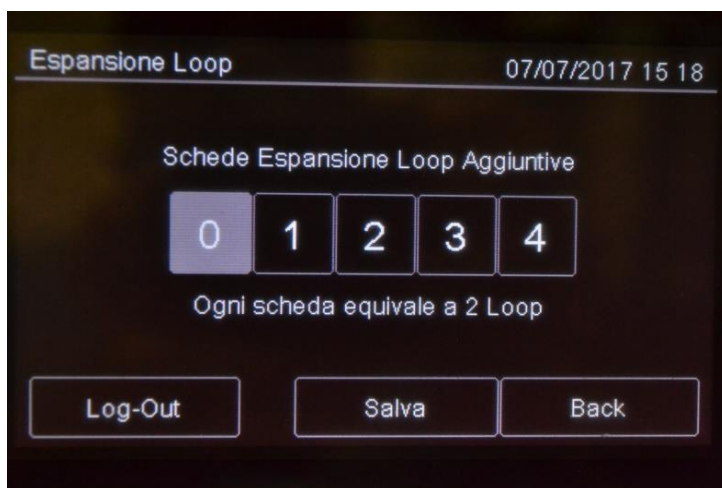 Espansione Loop 07/07/2017 15 18
Schede Espansione Loop Aggiuntive
0 1 2 3 4
Ogni scheda equivale a 2 Loop
Log-Out Salva Back